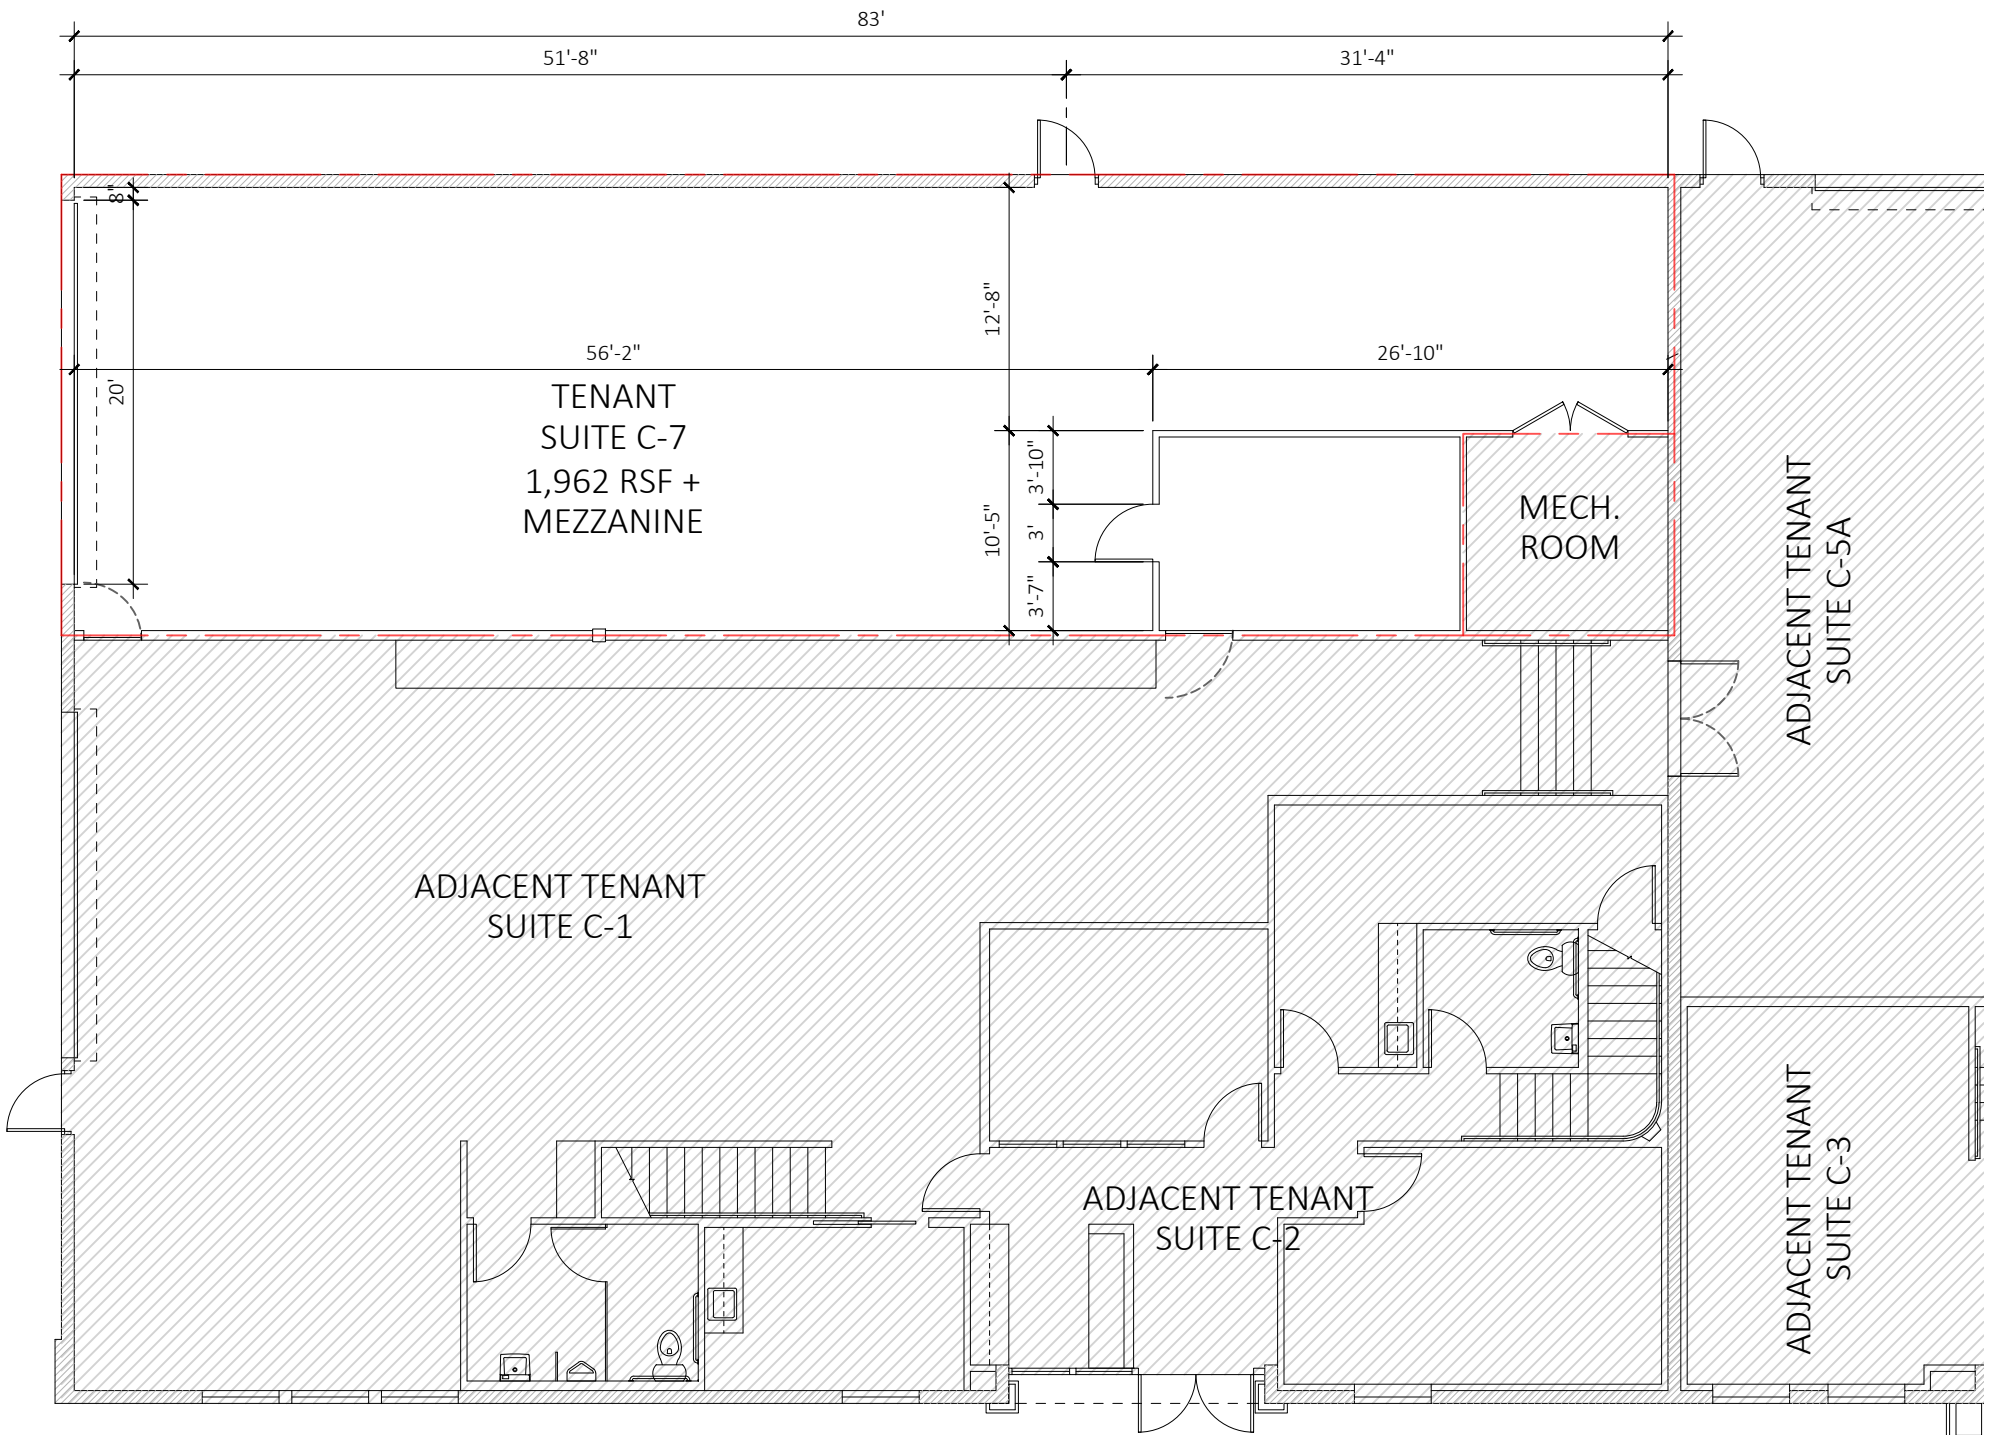 83'
51'-8"
31'-4"
8"
12'-8"
56'-2"
26'-10"
20'
TENANT
SUITE C-7
1,962 RSF +
MEZZANINE
3'-10"
10'-5"
3'
3'-7"
MECH.
ROOM
ADJACENT TENANT
SUITE C-5A
ADJACENT TENANT
SUITE C-1
ADJACENT TENANT
SUITE C-2
ADJACENT TENANT
SUITE C-3